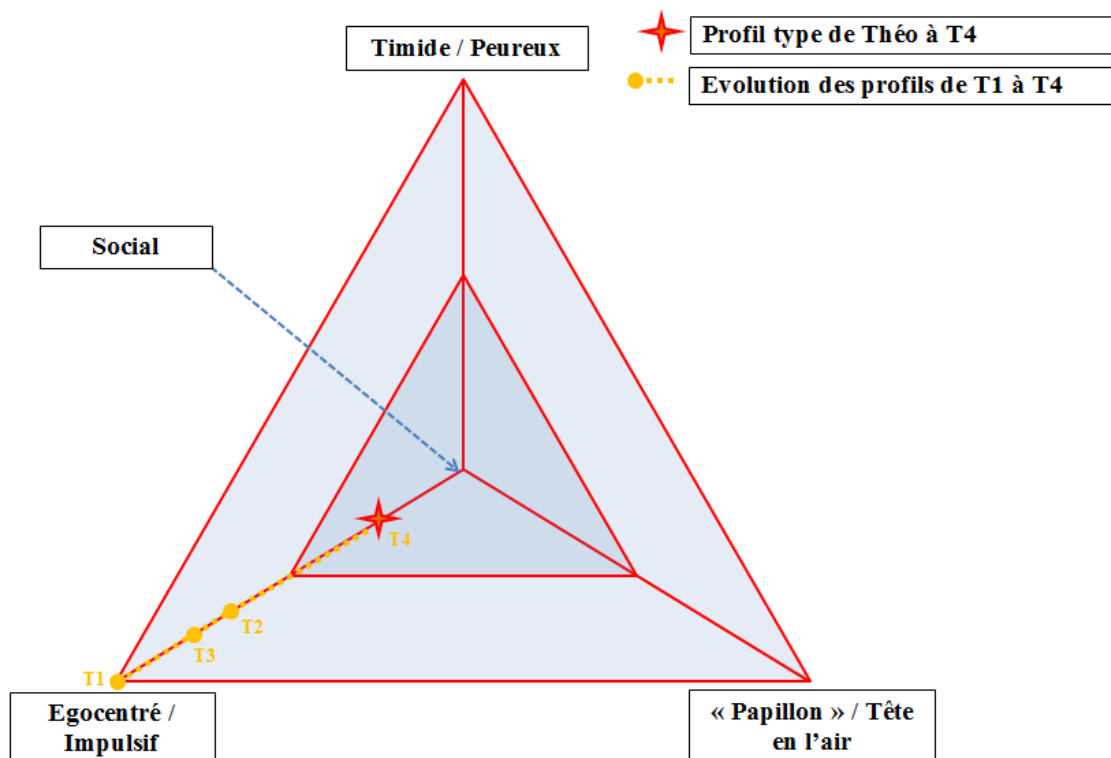 Profil type de Théo à T4
Timide / Peureux
Evolution des profils de T1 à T4
Social
T4
T2
T3
T1
Egocentré /
Impulsif
« Papillon » / Tête
en l'air